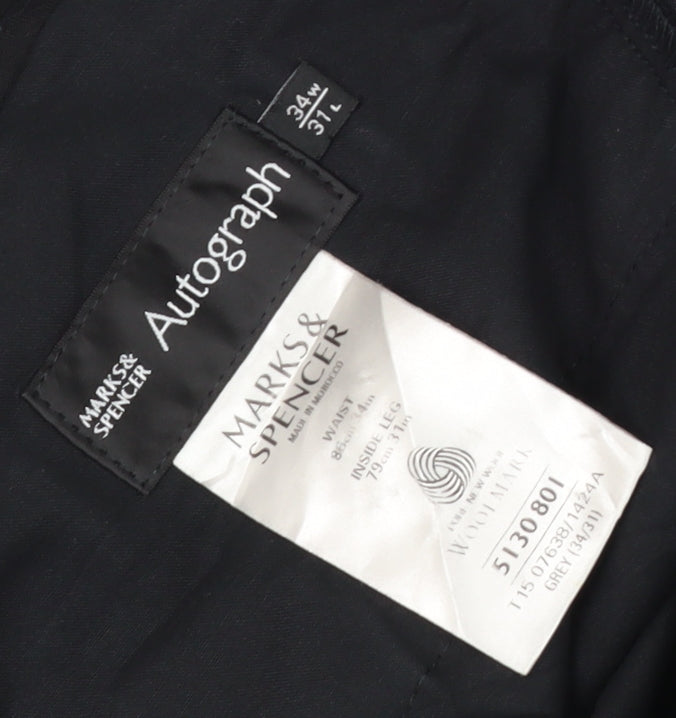 34W
31L
MARKS&
SPENCER
Autograph
MARKS &
SPENCER
MADE IN MOROCCO
WAIST
86cm 34in
INSIDE LEG
79cm 31in
PURE NEW WOOL
WOOLMARK
5130801
T15 07638/1424A
GREY (34/31)